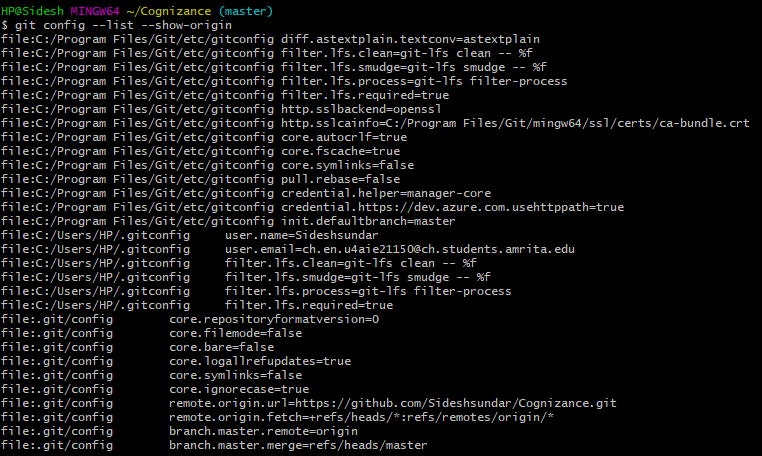 HP@Sidesh MINGW64 ~/Cognizance (master)
$ git config --list --show-origin
file:C:/Program Files/Git/etc/gitconfig diff.astextplain.textconv=astextplain
file:C:/Program Files/Git/etc/gitconfig filter.lfs.clean=git-lfs clean -- %f
file:C:/Program Files/Git/etc/gitconfig filter.lfs.smudge=git-lfs smudge -- %f
file:C:/Program Files/Git/etc/gitconfig filter.lfs.process=git-lfs filter-process
file:C:/Program Files/Git/etc/gitconfig filter.lfs.required=true
file:C:/Program Files/Git/etc/gitconfig http.sslbackend=openssl
file:C:/Program Files/Git/etc/gitconfig http.sslcainfo=C:/Program Files/Git/mingw64/ssl/certs/ca-bundle.crt
file:C:/Program Files/Git/etc/gitconfig core.autocrlf=true
file:C:/Program Files/Git/etc/gitconfig core.fscache=true
file:C:/Program Files/Git/etc/gitconfig core.symlinks=false
file:C:/Program Files/Git/etc/gitconfig pull.rebase=false
file:C:/Program Files/Git/etc/gitconfig credential.helper=manager-core
file:C:/Program Files/Git/etc/gitconfig credential.https://dev.azure.com.usehttppath=true
file:C:/Program Files/Git/etc/gitconfig init.defaultbranch=master
file:C:/Users/HP/.gitconfig     user.name=Sideshsundar
file:C:/Users/HP/.gitconfig     user.email=ch.en.u4aie21150@ch.students.amrita.edu
file:C:/Users/HP/.gitconfig     filter.lfs.clean=git-lfs clean -- %f
file:C:/Users/HP/.gitconfig     filter.lfs.smudge=git-lfs smudge -- %f
file:C:/Users/HP/.gitconfig     filter.lfs.process=git-lfs filter-process
file:C:/Users/HP/.gitconfig     filter.lfs.required=true
file:.git/config        core.repositoryformatversion=0
file:.git/config        core.filemode=false
file:.git/config        core.bare=false
file:.git/config        core.logallrefupdates=true
file:.git/config        core.symlinks=false
file:.git/config        core.ignorecase=true
file:.git/config        remote.origin.url=https://github.com/Sideshsundar/Cognizance.git
file:.git/config        remote.origin.fetch=+refs/heads/*:refs/remotes/origin/*
file:.git/config        branch.master.remote=origin
file:.git/config        branch.master.merge=refs/heads/master